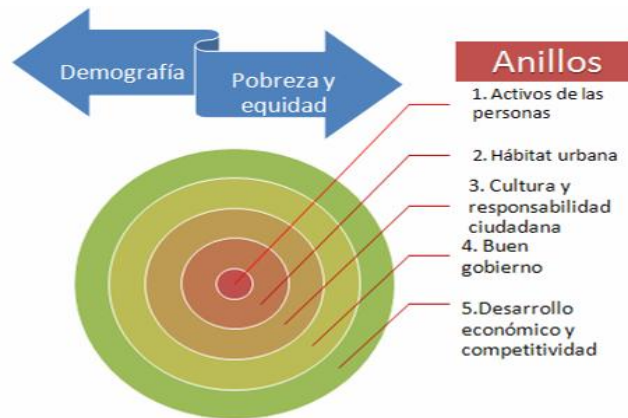 Demografía
Pobreza y
equidad
Anillos
1. Activos de las
personas
2. Hábitat urbana
3. Cultura y
responsabilidad
ciudadana
4. Buen
gobierno
5.Desarrollo
económico y
competitividad